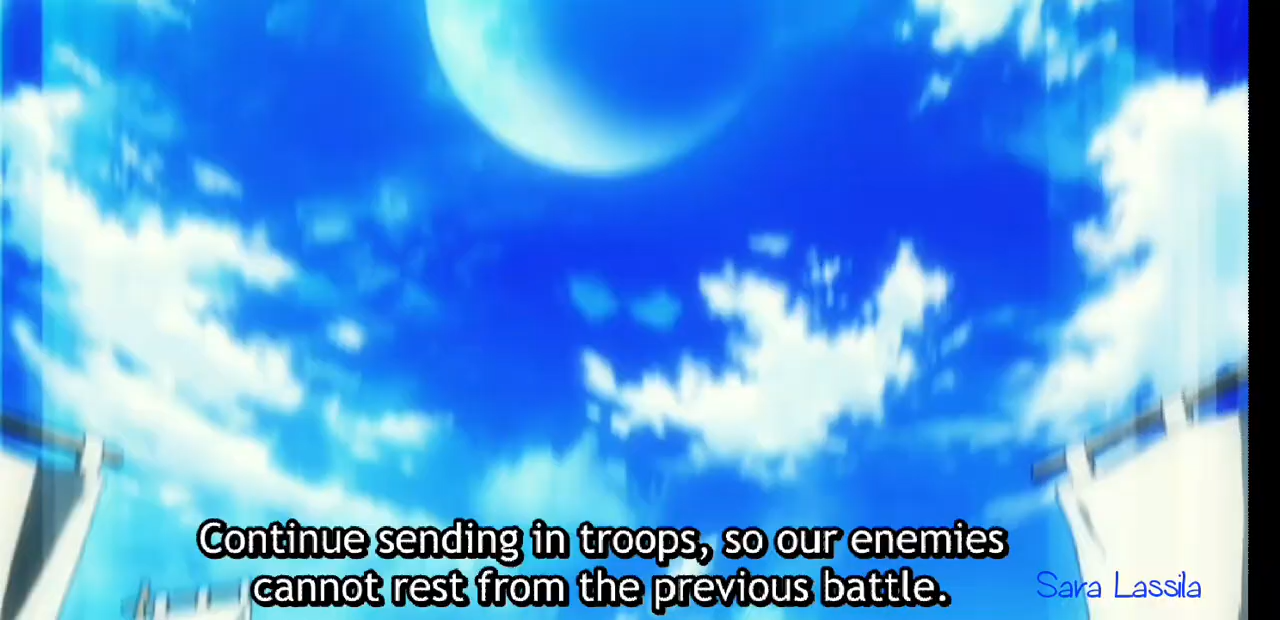 Continue sending in troops, so our enemies
cannot rest from the previous battle.
Sara Lassila